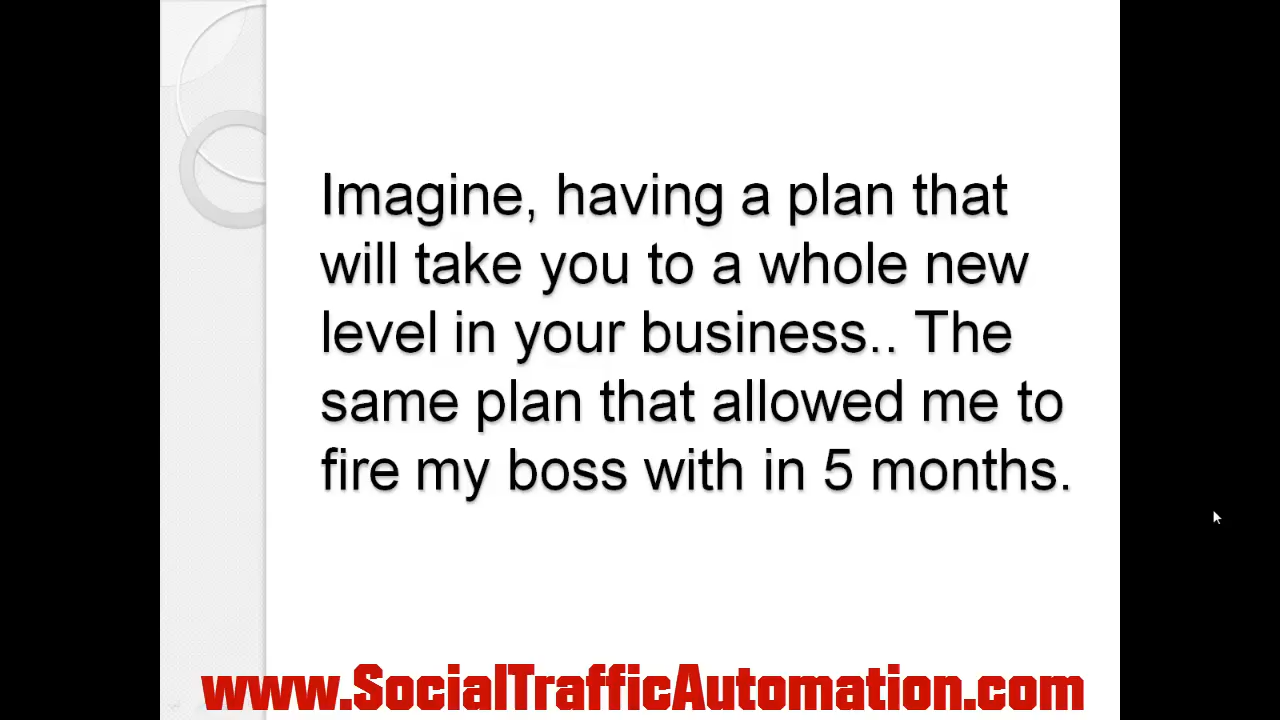 Imagine, having a plan that
will take you to a whole new
level in your business.. The
same plan that allowed me to
fire my boss with in 5 months.
www.SocialTrafficAutomation.com